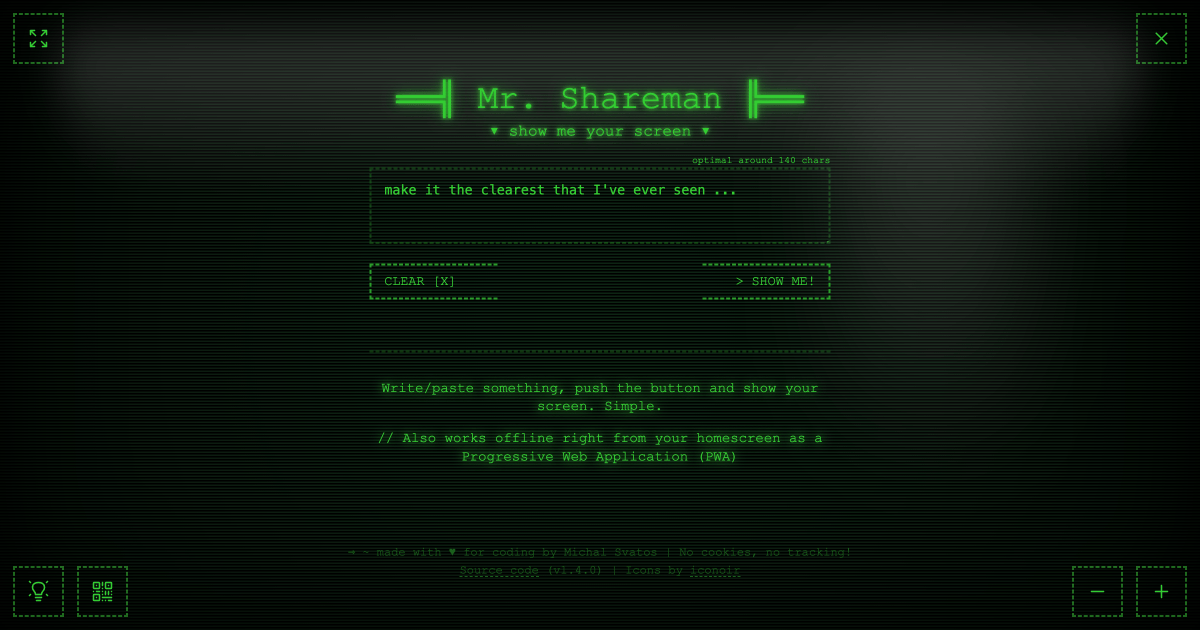 Mr. Shareman
▼ show me your screen ▼
optimal around 140 chars
make it the clearest that I've ever seen ...
CLEAR [X]
> SHOW ME!
Write/paste something, push the button and show your
screen. Simple.
// Also works offline right from your homescreen as a
Progressive Web Application (PWA)
→ ~ made with ♥ for coding by Michal Svatos | No cookies, no tracking!
Source code (v1.4.0) | Icons by iconoir